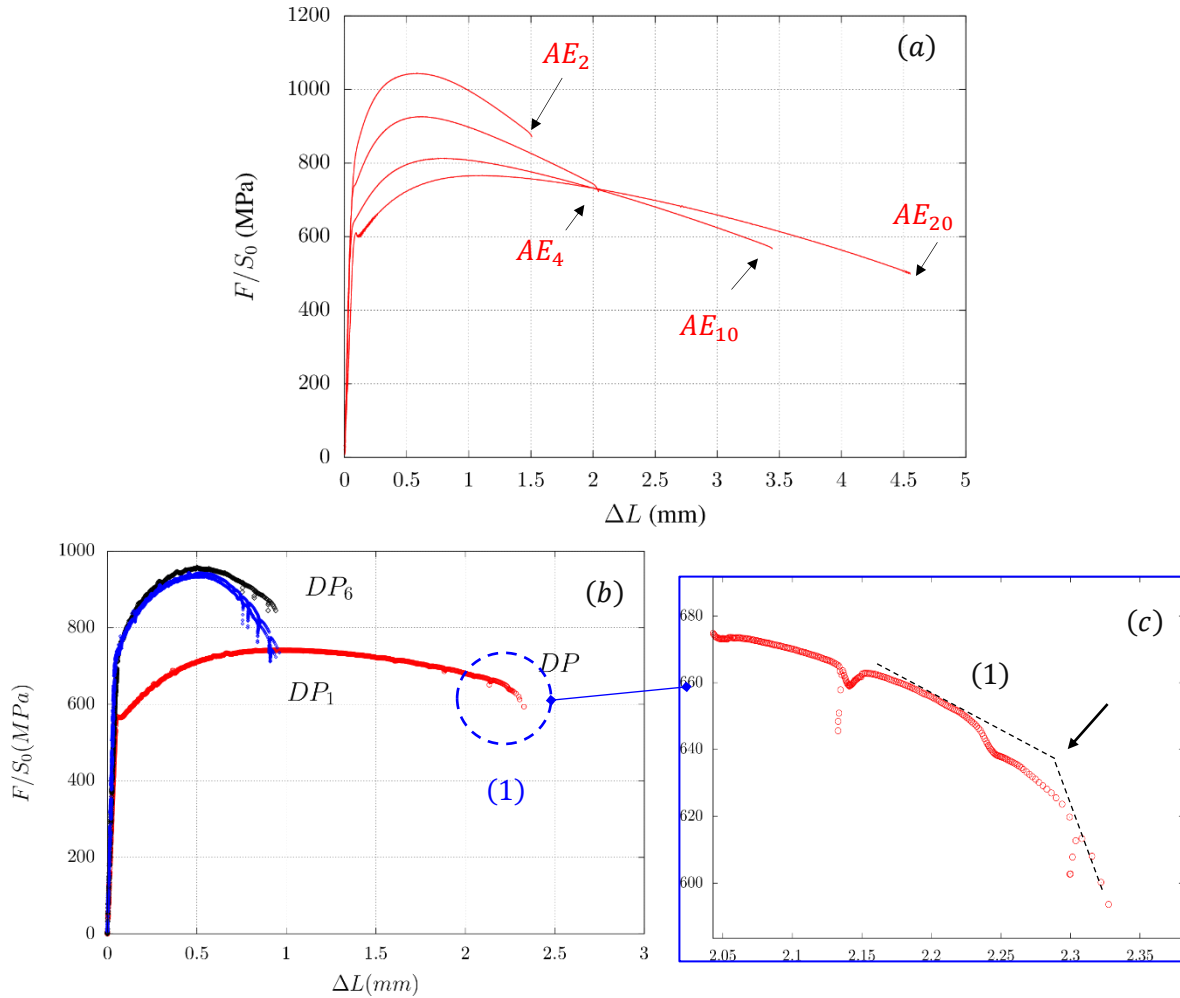 (a)
1200
1000
800
600
400
200
0
F/S₀ (MPa)
AE₂
AE₄
AE₁₀
AE₂₀
0 0.5 1 1.5 2 2.5 3 3.5 4 4.5 5
ΔL (mm)
(b)
1000
800
600
400
200
0
F/S₀(MPa)
DP₆
DP₁
DP
(1)
0 0.5 1 1.5 2 2.5 3
ΔL(mm)
(c)
680
660
640
620
600
(1)
2.05 2.1 2.15 2.2 2.25 2.3 2.35